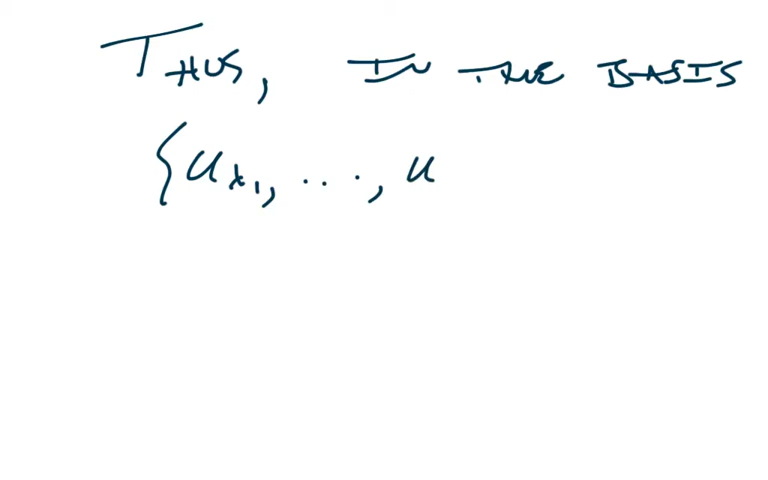 THUS, IN THE BASIS
{u_{x_1}, ..., u